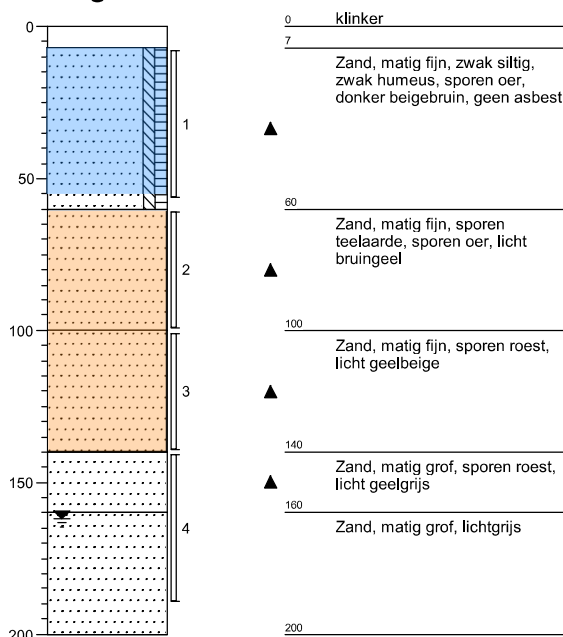 0
50
100
150
200
1
2
3
4
0 klinker
7
Zand, matig fijn, zwak siltig,
zwak humeus, sporen oer,
donker beigebruin, geen asbest
60
Zand, matig fijn, sporen
teelaarde, sporen oer, licht
bruingeel
100
Zand, matig fijn, sporen roest,
licht geelbeige
140
Zand, matig grof, sporen roest,
licht geelgrijs
160
Zand, matig grof, lichtgrijs
200